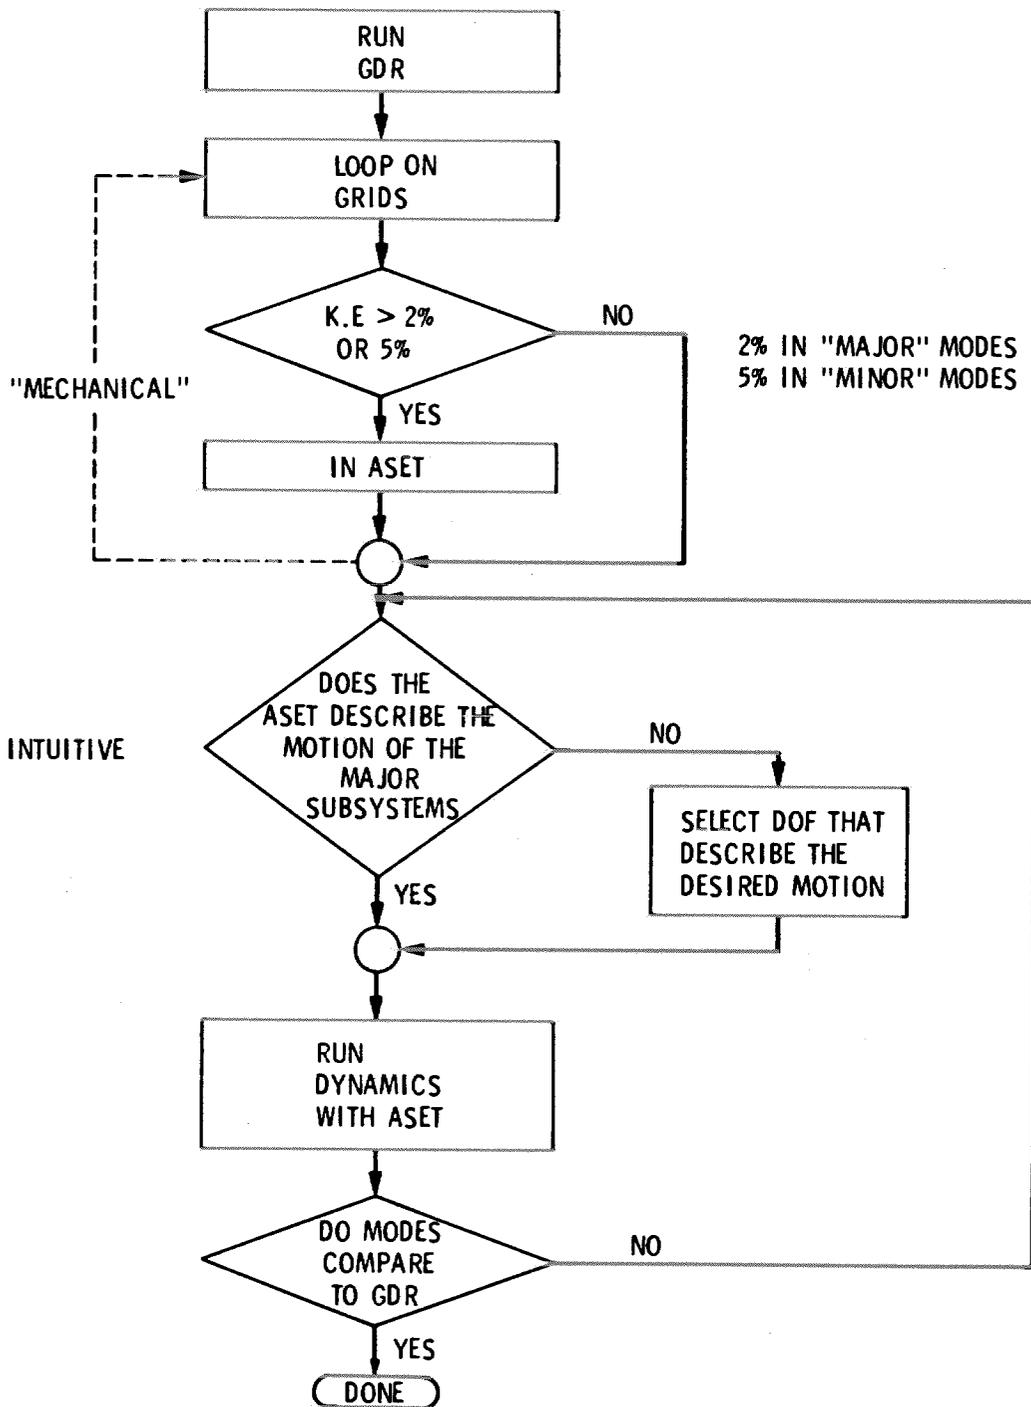 RUN
GDR
LOOP ON
GRIDS
K.E > 2%
OR 5%
NO
2% IN "MAJOR" MODES
5% IN "MINOR" MODES
"MECHANICAL"
YES
IN ASET
DOES THE
ASET DESCRIBE THE
MOTION OF THE
MAJOR
SUBSYSTEMS
INTUITIVE
NO
SELECT DOF THAT
DESCRIBE THE
DESIRED MOTION
YES
RUN
DYNAMICS
WITH ASET
DO MODES
COMPARE
TO GDR
NO
YES
DONE